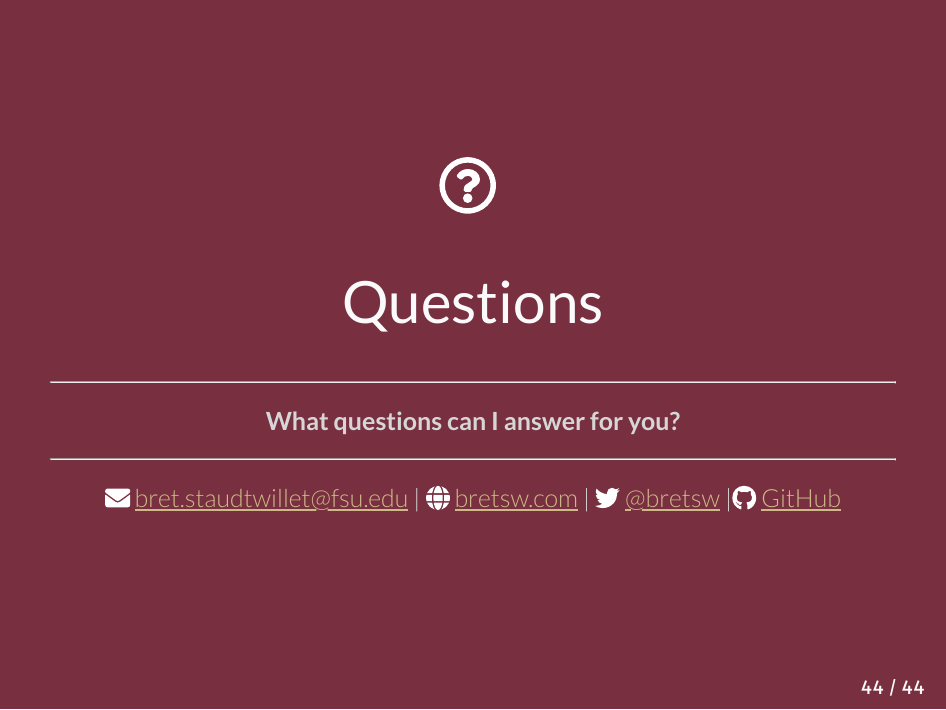 Questions
What questions can I answer for you?
bret.staudtwillet@fsu.edu | bretsw.com | @bretsw | GitHub
44 / 44